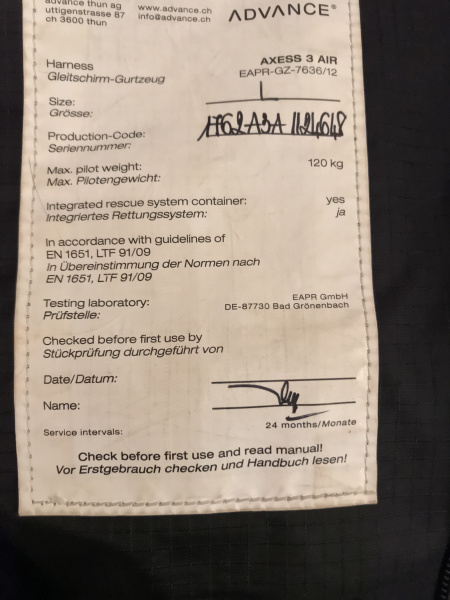 advance thun ag www.advance.ch ADVANCE®
uttigenstrasse 87 info@advance.ch
ch 3600 thun
Harness AXESS 3 AIR
Gleitschirm-Gurtzeug EAPR-GZ-7636/12
Size: L
Grösse:
Production-Code:
Seriennummer:
Max. pilot weight: 120 kg
Max. Pilotengewicht:
Integrated rescue system container: yes
Integriertes Rettungssystem: ja
In accordance with guidelines of
EN 1651, LTF 91/09
In Übereinstimmung der Normen nach
EN 1651, LTF 91/09
Testing laboratory: EAPR GmbH
Prüfstelle: DE-87730 Bad Grönenbach
Checked before first use by
Stückprüfung durchgeführt von
Date/Datum:
Name:
Service intervals: 24 months/Monate
Check before first use and read manual!
Vor Erstgebrauch checken und Handbuch lesen!